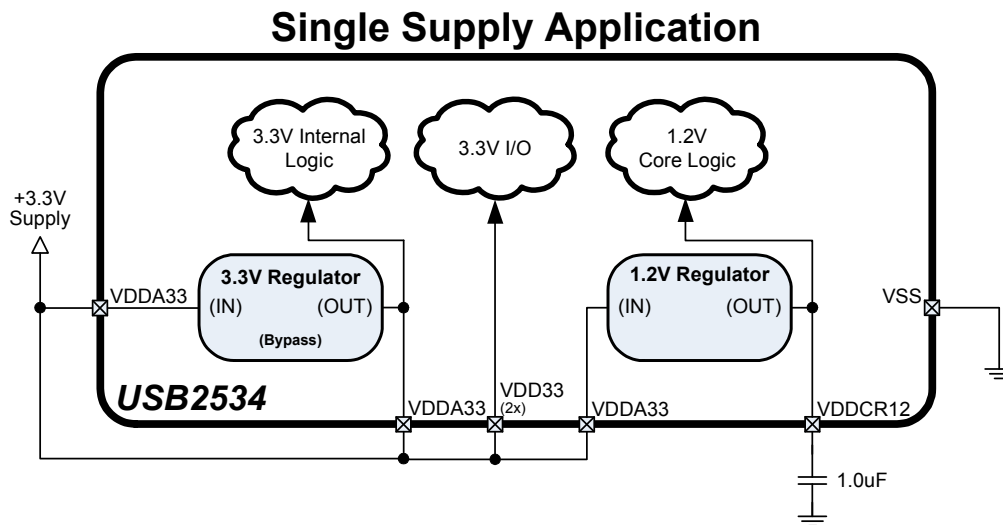 Single Supply Application
3.3V Internal
Logic
3.3V I/O
1.2V
Core Logic
+3.3V
Supply
VDDA33
3.3V Regulator
(IN)
(OUT)
(Bypass)
1.2V Regulator
(IN)
(OUT)
VSS
USB2534
VDDA33
VDD33
(2x)
VDDA33
VDDCR12
1.0uF